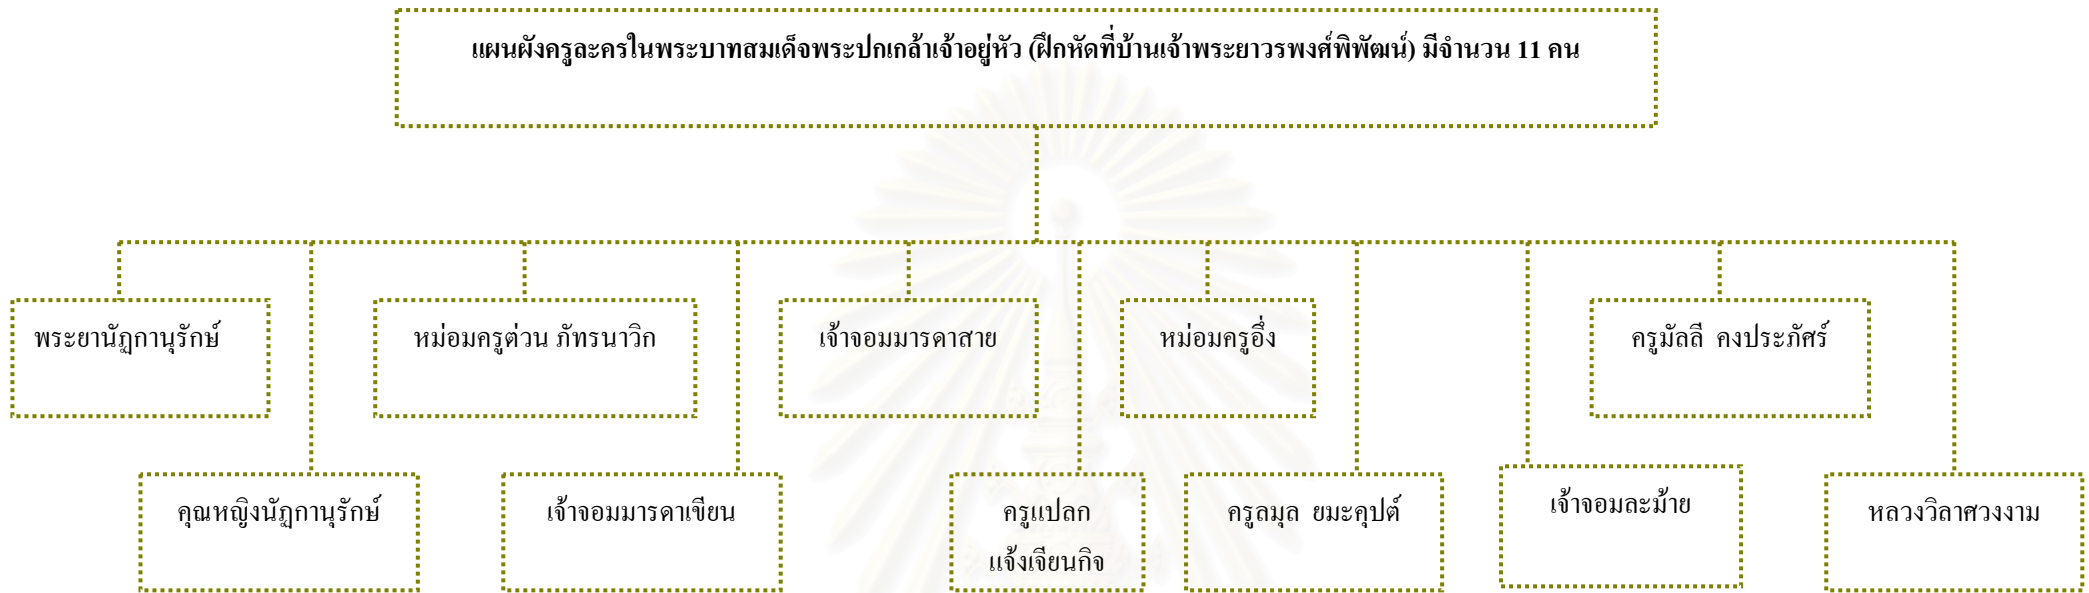 แผนผังครูละครในพระบาทสมเด็จพระปกเกล้าเจ้าอยู่หัว (ฝึกหัดที่บ้านเจ้าพระยาวรพงศ์พิพัฒน์) มีจำนวน 11 คน
พระยานัฏกานุรักษ์
หม่อมครูต่วน ภัทรนาวิก
เจ้าจอมมารดาสาย
หม่อมครูอึ่ง
ครูมัลลี คงประภัศร์
คุณหญิงนัฏกานุรักษ์
เจ้าจอมมารดาเขียน
ครูแปลก
แจ้งเจียนกิจ
ครูลมุล ยมะคุปต์
เจ้าจอมละม้าย
หลวงวิลาศวงงาม